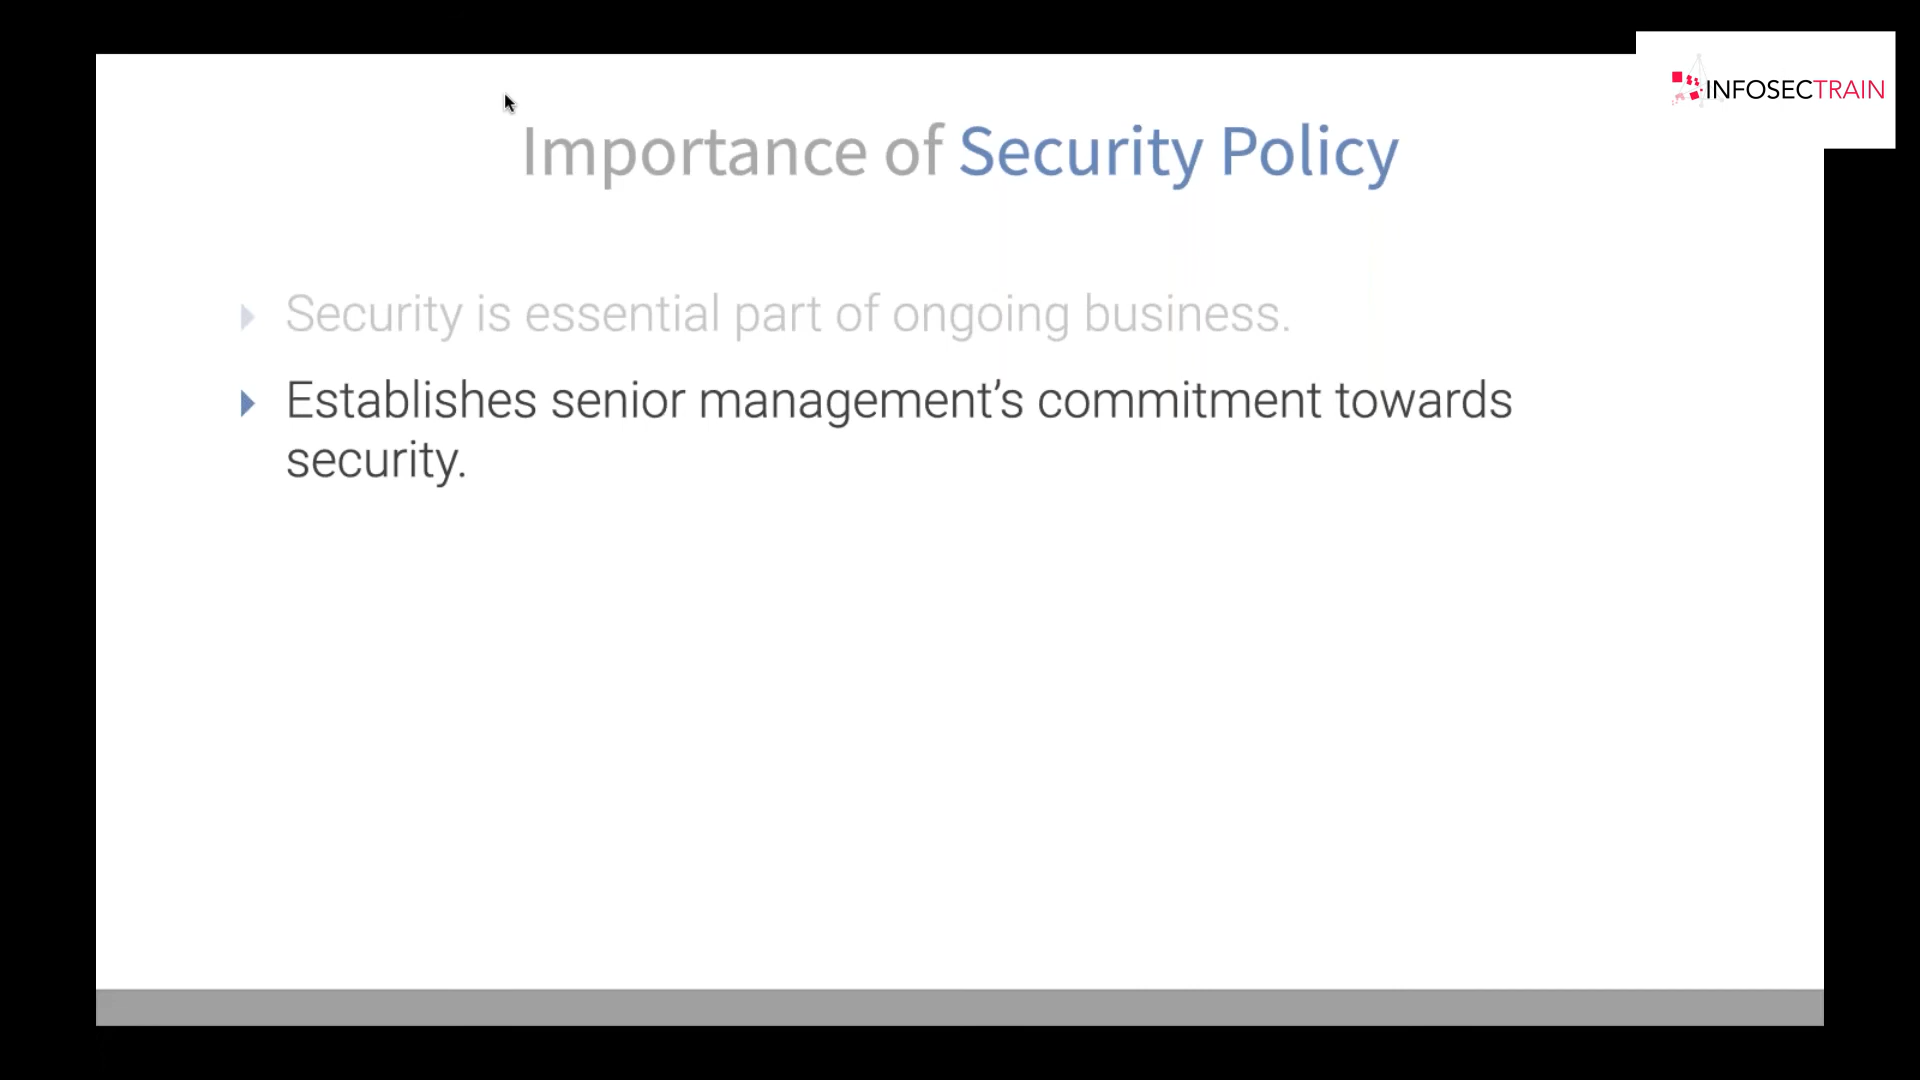 INFOSECTRAIN
Importance of Security Policy
Security is essential part of ongoing business.
Establishes senior management’s commitment towards
security.